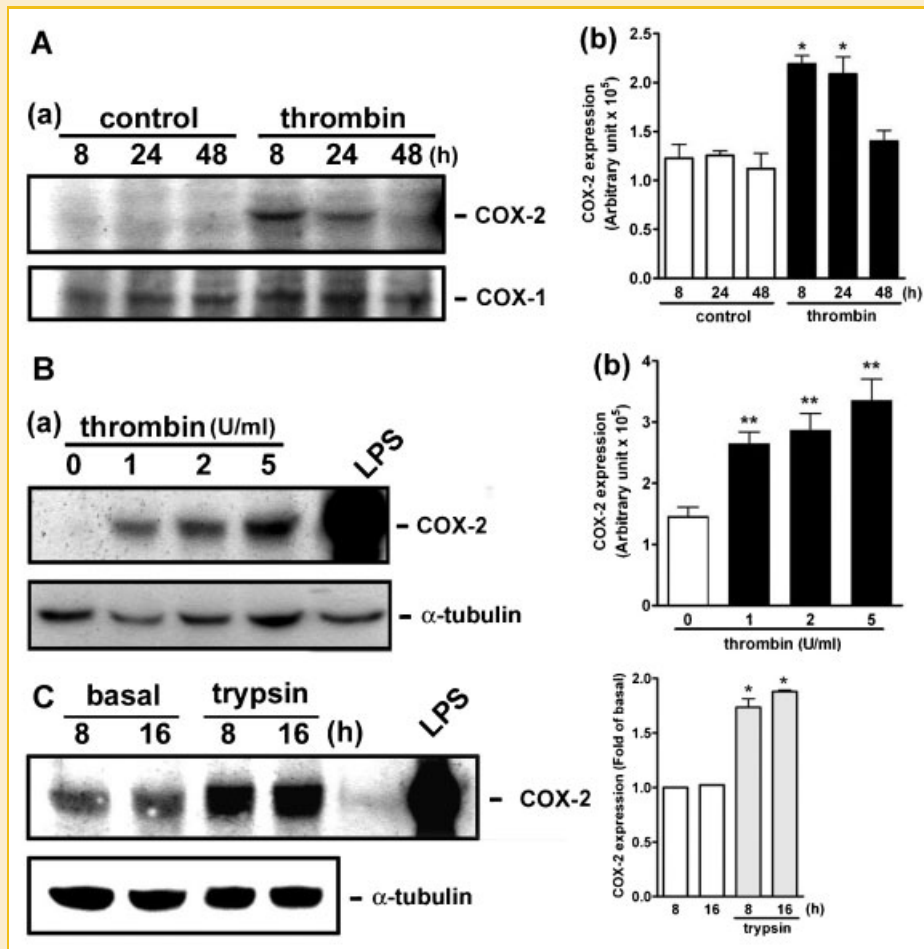 A
(a)
control thrombin
8 24 48 8 24 48 (h)
– COX-2
– COX-1
(b)
COX-2 expression
(Arbitrary unit x 10⁵)
2.5
2.0
1.5
1.0
0.5
0.0
* *
8 24 48 8 24 48 (h)
control thrombin
B
(a)
thrombin (U/ml)
0 1 2 5 LPS
– COX-2
– α-tubulin
(b)
COX-2 expression
(Arbitrary unit x 10⁵)
4
3
2
1
0
** ** **
0 1 2 5
thrombin (U/ml)
C
basal trypsin
8 16 8 16 (h) LPS
– COX-2
– α-tubulin
COX-2 expression (Fold of basal)
2.0
1.5
1.0
0.5
0.0
* *
8 16 8 16 (h)
trypsin